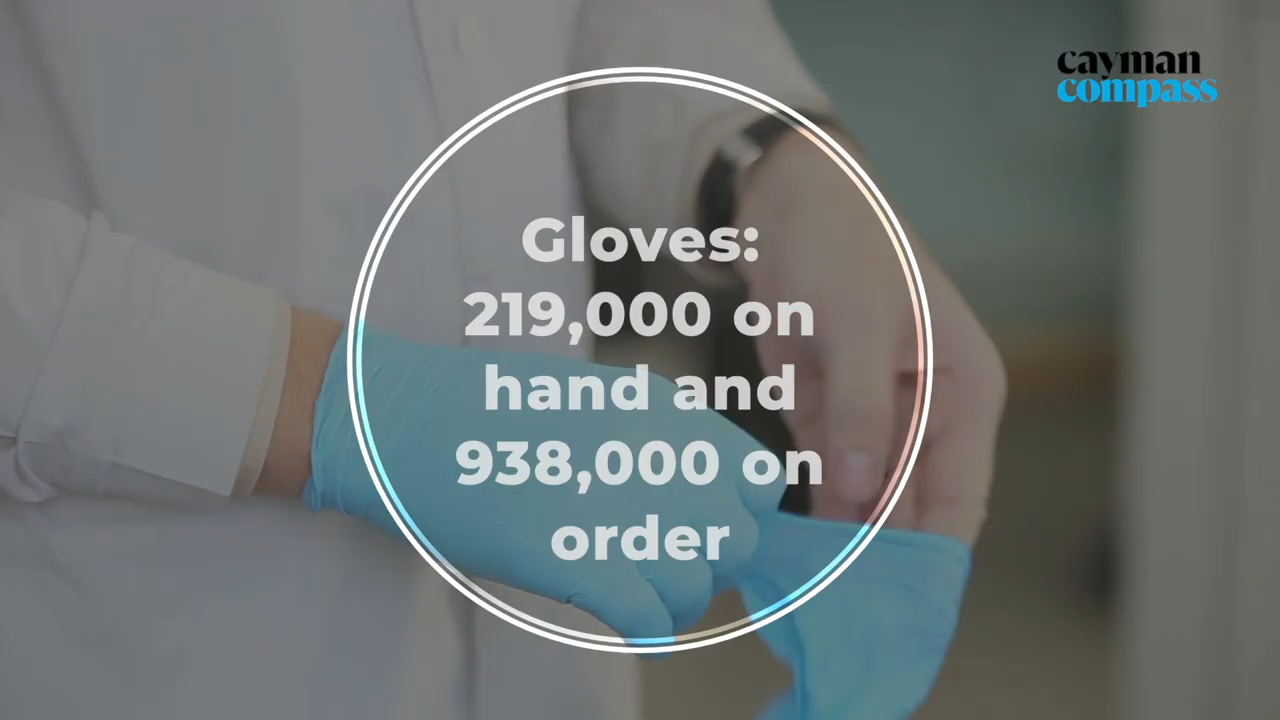 cayman
compass
Gloves:
219,000 on
hand and
938,000 on
order